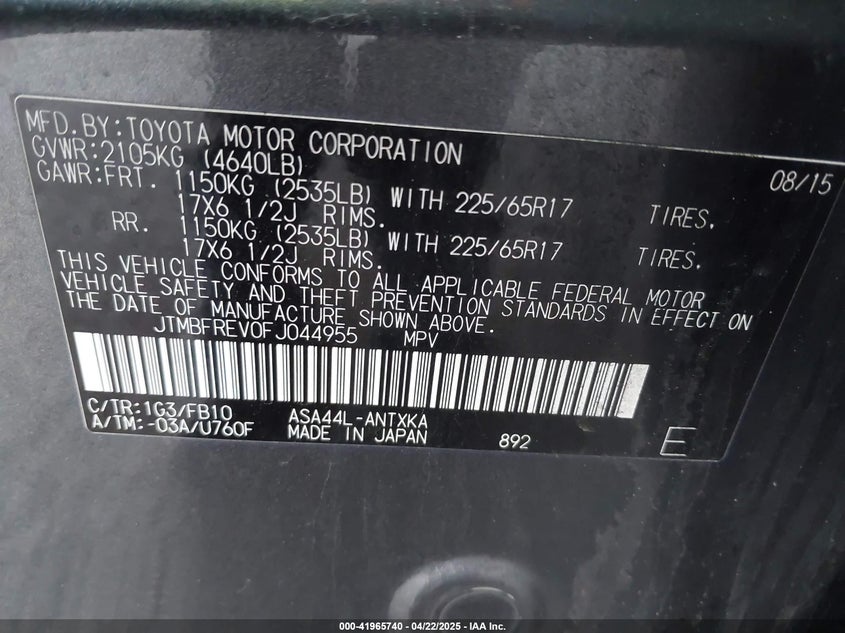 MFD.BY:TOYOTA MOTOR CORPORATION 08/15
GVWR:2105KG (4640LB)
GAWR:FRT. 1150KG (2535LB) WITH 225/65R17 TIRES,
17X6 1/2J RIMS.
RR. 1150KG (2535LB) WITH 225/65R17 TIRES,
17X6 1/2J RIMS.
THIS VEHICLE CONFORMS TO ALL APPLICABLE FEDERAL MOTOR
VEHICLE SAFETY AND THEFT PREVENTION STANDARDS IN EFFECT ON
THE DATE OF MANUFACTURE SHOWN ABOVE.
JTMBFREV0FJ044955 MPV
C/TR:1G3/FB10 ASA44L-ANTXKA
A/TM:-03A/U760F MADE IN JAPAN 892 E
000-41965740 - 04/22/2025 - IAA Inc.